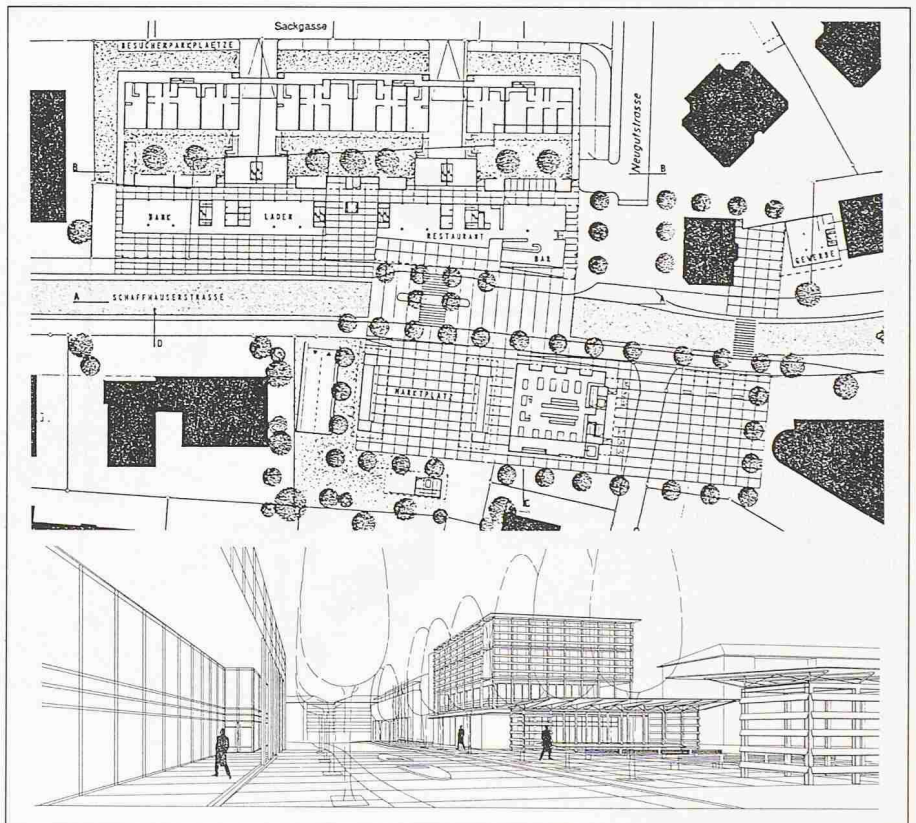 Sackgasse
BESUCHERPARKPLAETZE
Neugutstrasse
B
B
BANK
LADEN
RESTAURANT
BAR
GEWERBE
A
SCHAFFHAUSERSTRASSE
A
D
MARKTPLATZ